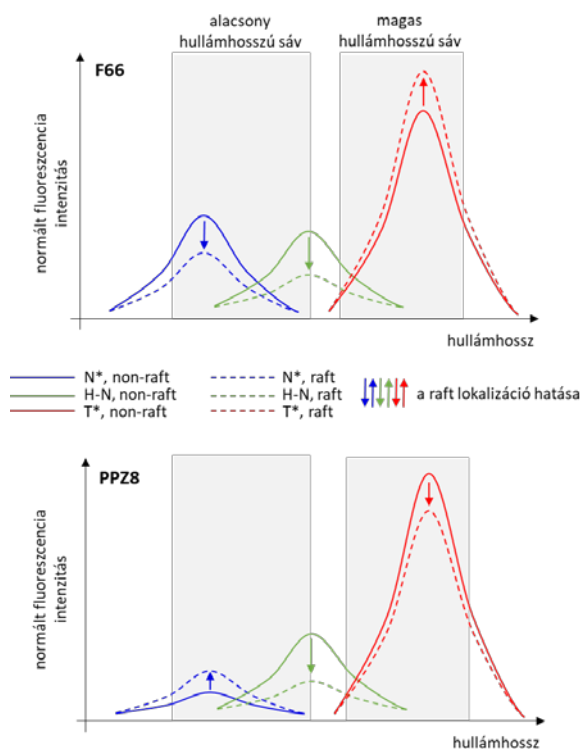 alacsony
hullámhosszú sáv
magas
hullámhosszú sáv
F66
normált fluoreszcencia
intenzitás
hullámhossz
N*, non-raft
H-N, non-raft
T*, non-raft
N*, raft
H-N, raft
T*, raft
a raft lokalizáció hatása
PPZ8
normált fluoreszcencia
intenzitás
hullámhossz